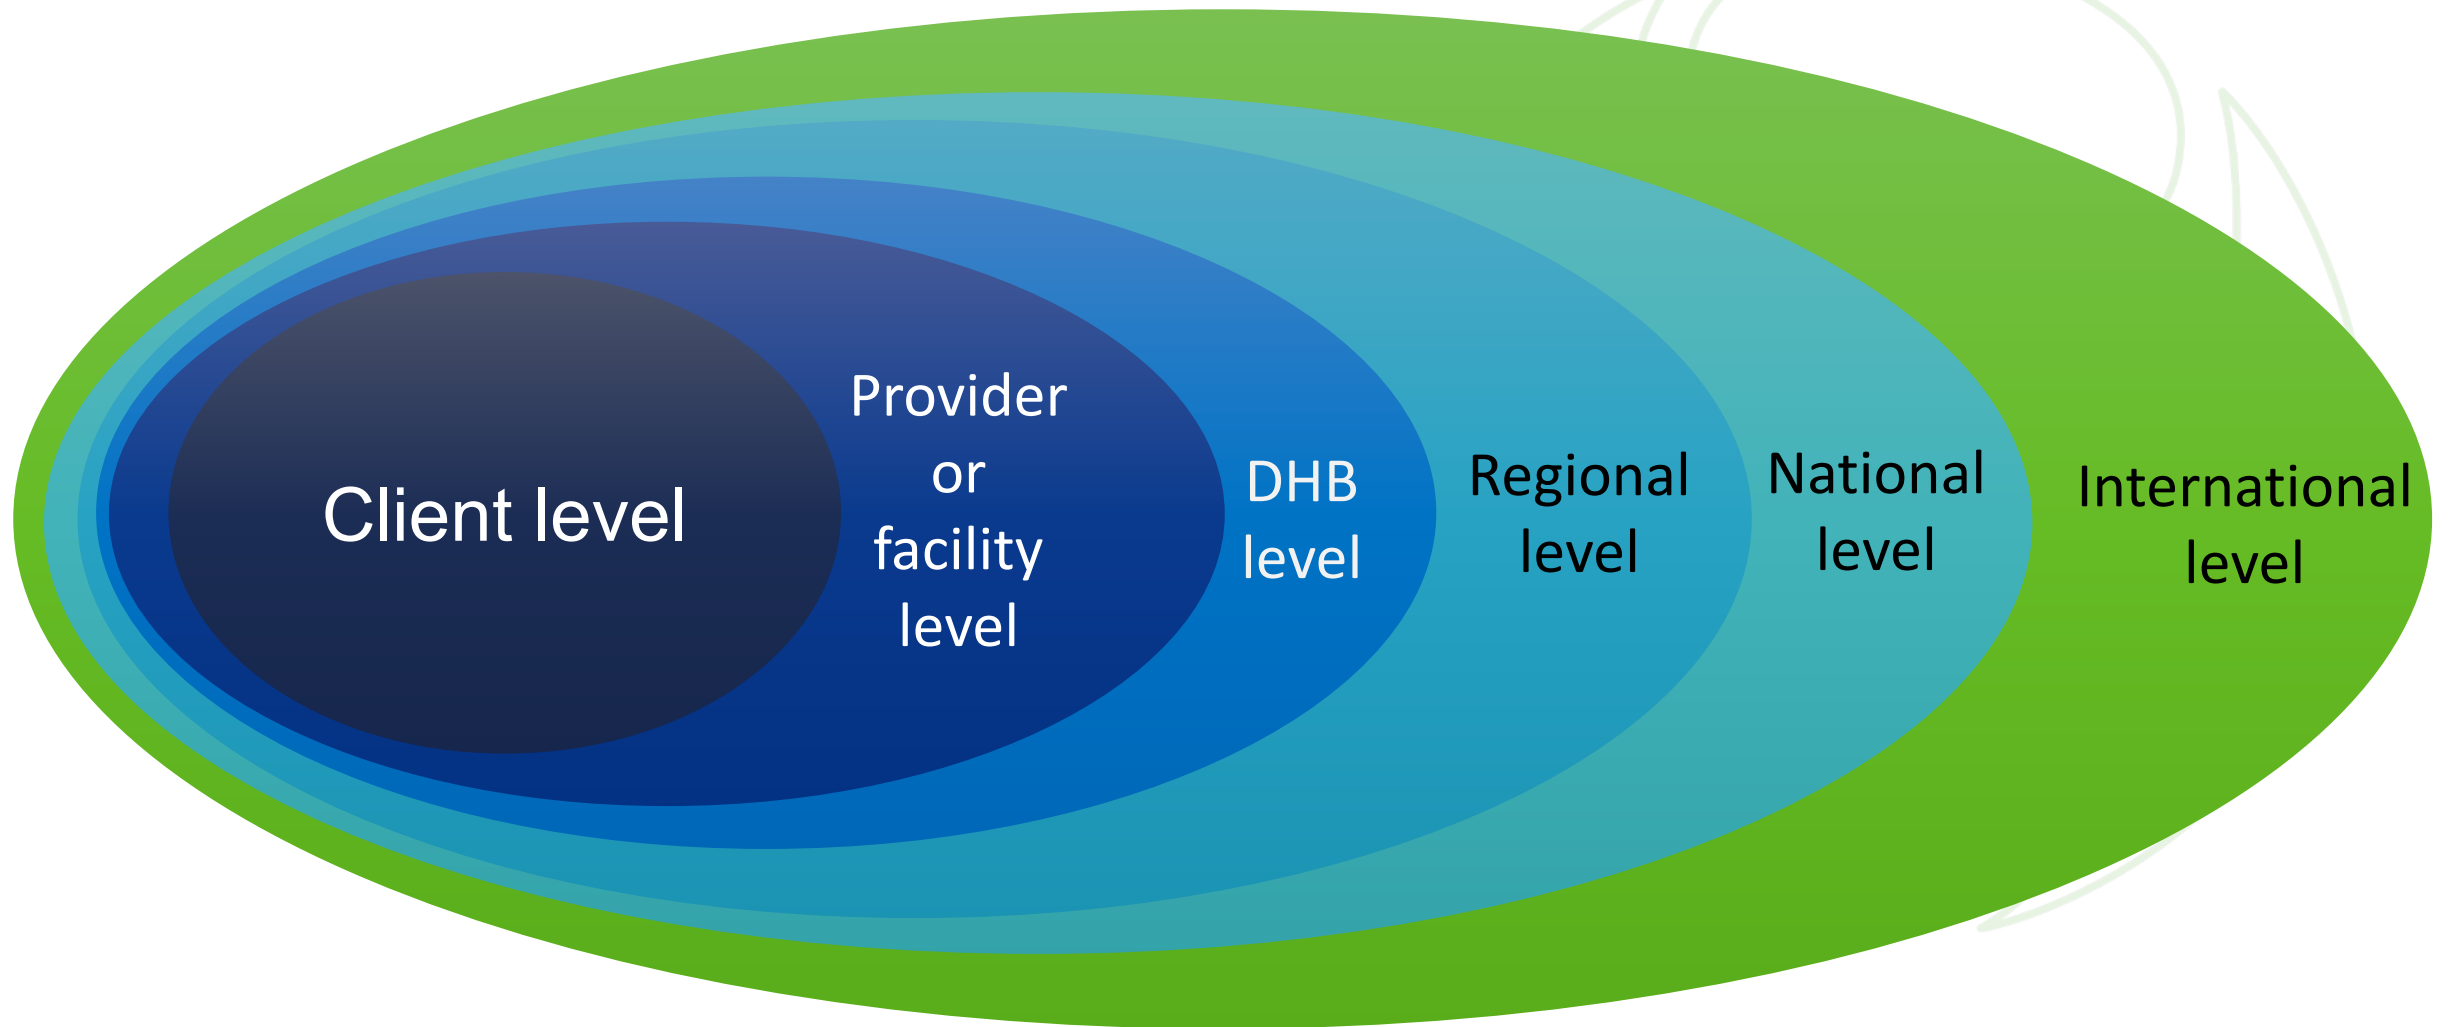 Client level
Provider
or
facility
level
DHB
level
Regional
level
National
level
International
level